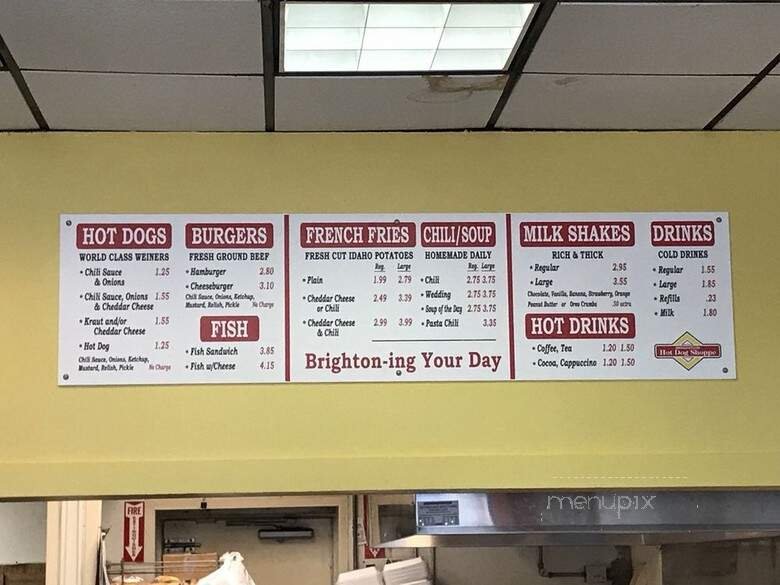 HOT DOGS
WORLD CLASS WEINERS
• Chili Sauce 1.25
& Onions
• Chili Sauce, Onions 1.55
& Cheddar Cheese
• Kraut and/or 1.55
Cheddar Cheese
• Hot Dog 1.25
Chili Sauce, Onions, Ketchup,
Mustard, Relish, Pickle No Charge
BURGERS
FRESH GROUND BEEF
• Hamburger 2.80
• Cheeseburger 3.10
Chili Sauce, Onions, Ketchup,
Mustard, Relish, Pickle No Charge
FISH
• Fish Sandwich 3.85
• Fish w/Cheese 4.15
FRENCH FRIES
FRESH CUT IDAHO POTATOES
Reg. Large
• Plain 1.99 2.79
• Cheddar Cheese 2.49 3.39
or Chili
• Cheddar Cheese 2.99 3.99
& Chili
CHILI/SOUP
HOMEMADE DAILY
Reg. Large
• Chili 2.75 3.75
• Wedding 2.75 3.75
• Soup of the Day 2.75 3.75
• Pasta Chili 3.35
Brighton-ing Your Day
MILK SHAKES
RICH & THICK
• Regular 2.95
• Large 3.55
Chocolate, Vanilla, Banana, Strawberry, Orange
Peanut Butter or Oreo Crumbs .50 extra
HOT DRINKS
• Coffee, Tea 1.20 1.50
• Cocoa, Cappuccino 1.20 1.50
DRINKS
COLD DRINKS
• Regular 1.55
• Large 1.85
• Refills .23
• Milk 1.80
Hot Dog Shoppe
FIRE
menupix